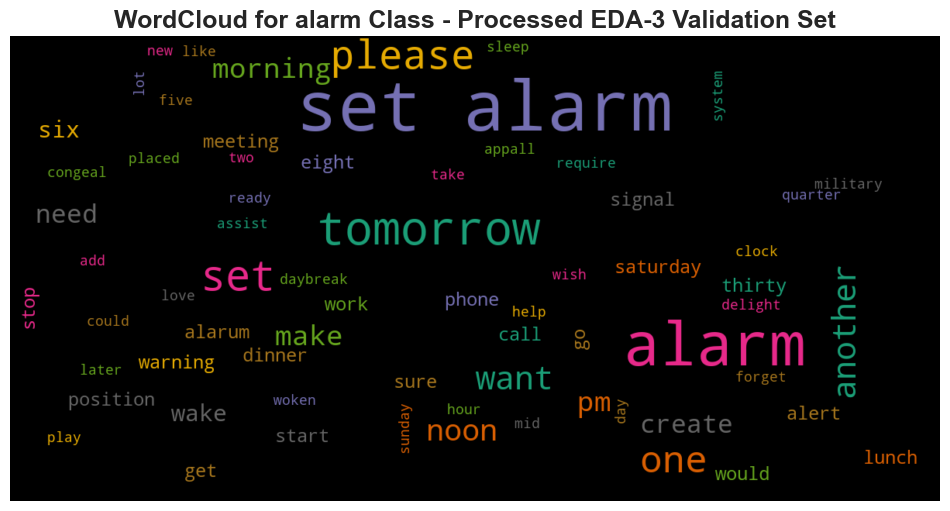 WordCloud for alarm Class - Processed EDA-3 Validation Set
new like
please
sleep
morning
lot
set alarm
system
five
six
meeting
placed
two
eight
appall
require
congeal
take
military
quarter
ready
signal
need
assist
tomorrow
clock
add
set
daybreak
wish
saturday
thirty
another
stop
love
work
phone
help
delight
could
alarum
make
call
go
alarm
warning
dinner
later
want
sure
forget
position
wake
woken
pm
day
hour
sunday
noon
mid
create
alert
play
start
one
lunch
get
would